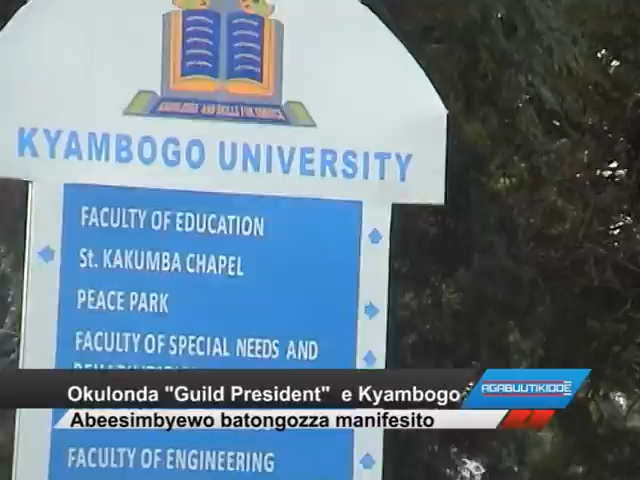 KNOWLEDGE AND SKILLS FOR SERVICE
KYAMBOGO UNIVERSITY
FACULTY OF EDUCATION
St. KAKUMBA CHAPEL
PEACE PARK
FACULTY OF SPECIAL NEEDS AND
Okulonda "Guild President" e Kyambogo
AGABUUTIKIDDE
Abeesimbyewo batongozza manifesito
FACULTY OF ENGINEERING